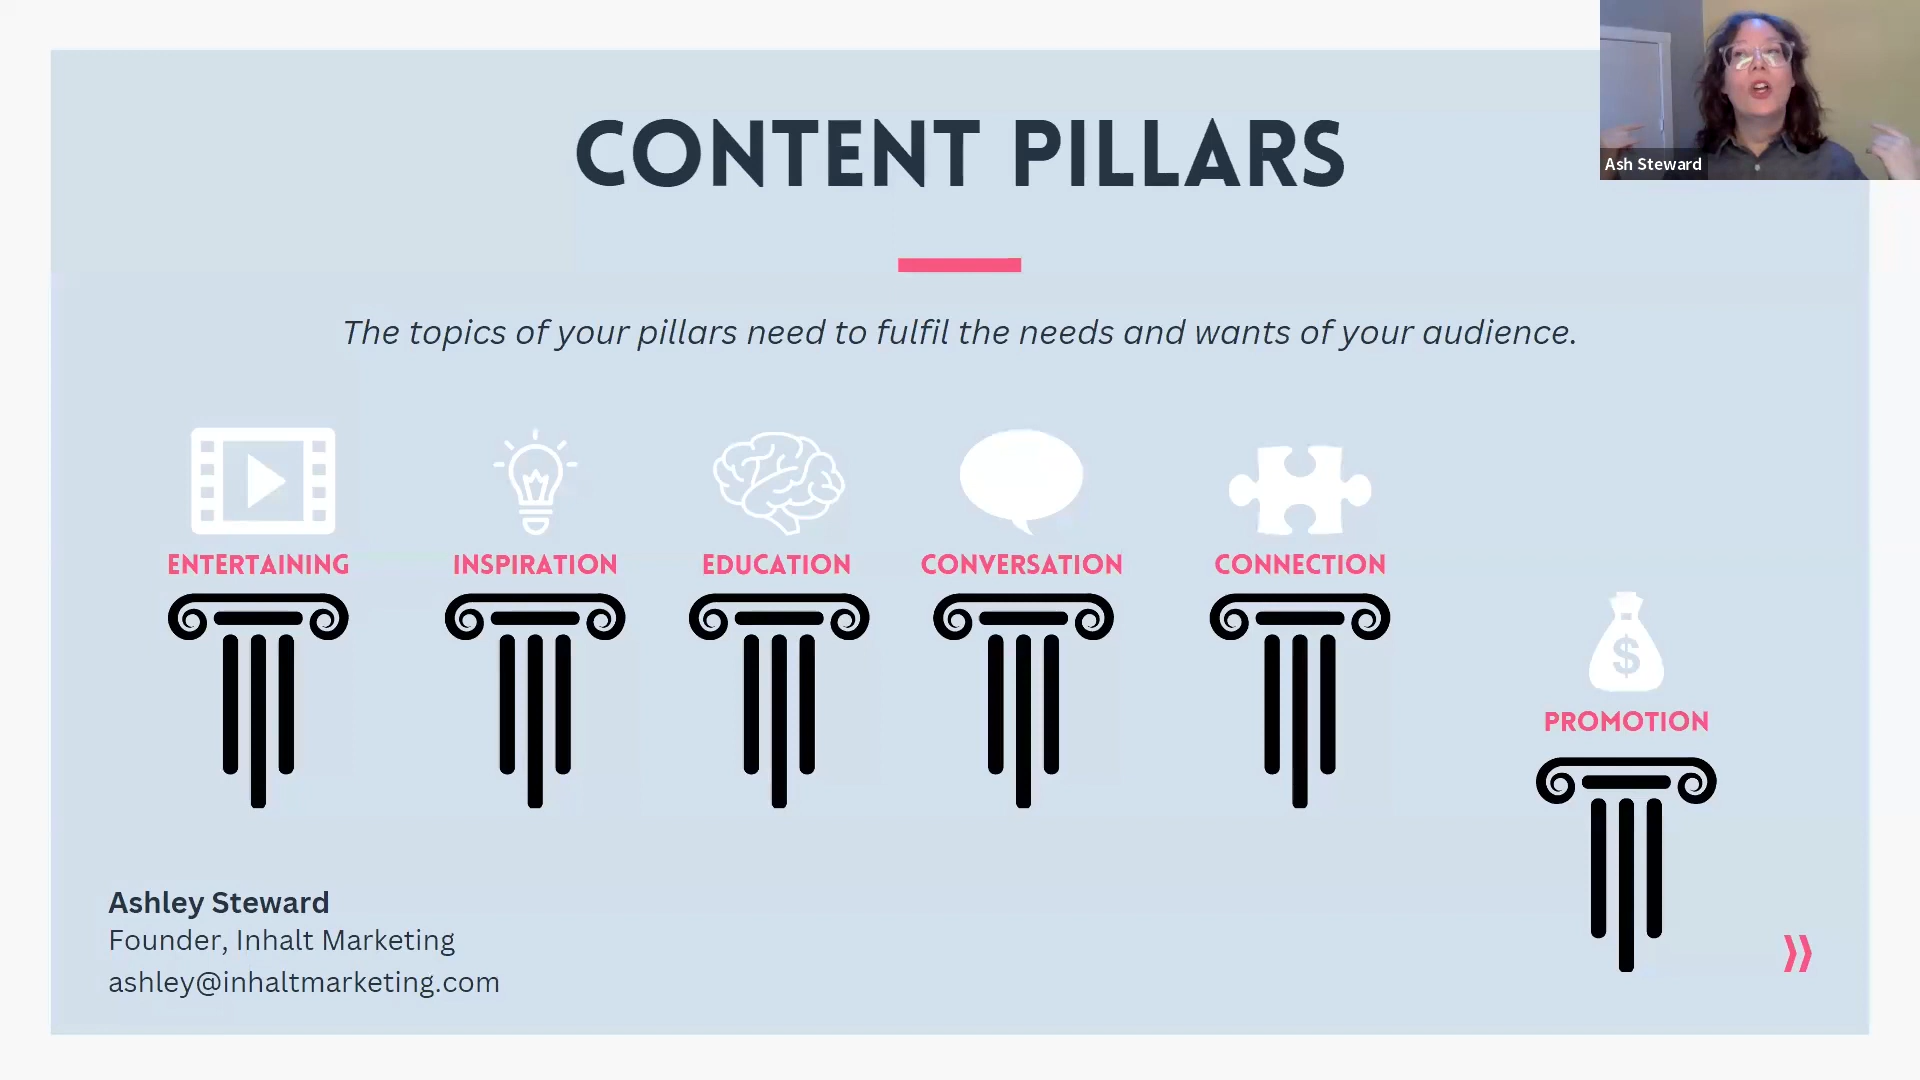 CONTENT PILLARS
Ash Steward
The topics of your pillars need to fulfil the needs and wants of your audience.
ENTERTAINING
INSPIRATION
EDUCATION
CONVERSATION
CONNECTION
$
PROMOTION
Ashley Steward
Founder, Inhalt Marketing
ashley@inhaltmarketing.com